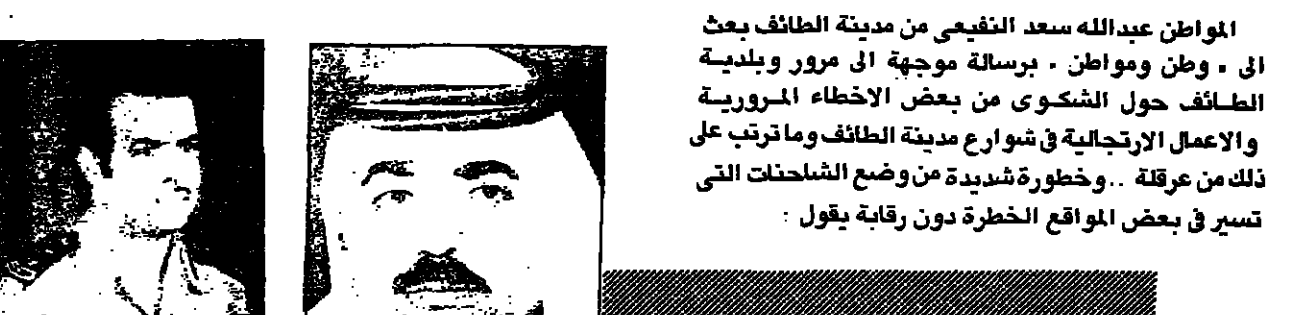 المواطن عبدالله سعد النفيعي من مدينة الطائف بعث
الى . وطن ومواطن . برسالة موجهة الى مرور وبلدية
الطائف حول الشكوى من بعض الاخطاء المرورية
والاعمال الارتجالية في شوارع مدينة الطائف وما ترتب على
ذلك من عرقلة .. وخطورة شديدة من وضع الشاحنات التي
تسير في بعض المواقع الخطرة دون رقابة يقول :